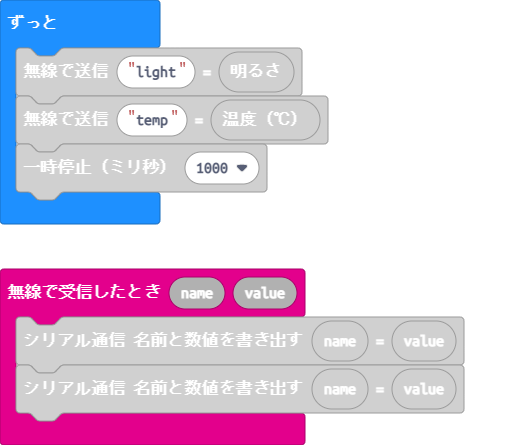 ずっと
無線で送信 "light" = 明るさ
無線で送信 "temp" = 温度（℃）
一時停止（ミリ秒） 1000
無線で受信したとき name value
シリアル通信 名前と数値を書き出す name = value
シリアル通信 名前と数値を書き出す name = value